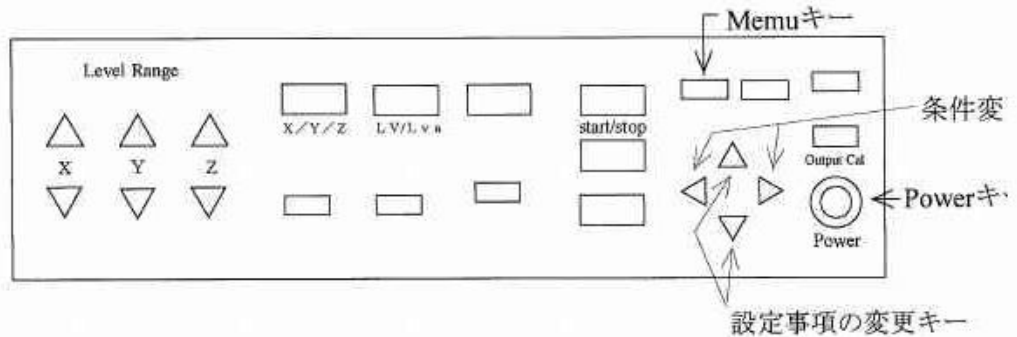 Memuキー
Level Range
X／Y／Z
LV/Lva
start/stop
条件変
X
Y
Z
Output Cal
Powerキ
Power
設定事項の変更キー